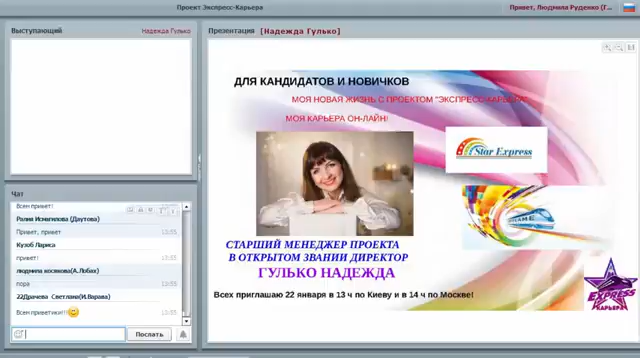 Проект Экспресс-Карьера
Привет, Людмила Руденко (Г...
Выступающий
Надежда Гулько
Презентация
[Надежда Гулько]
ДЛЯ КАНДИДАТОВ И НОВИЧКОВ
МОЯ НОВАЯ ЖИЗНЬ С ПРОЕКТОМ "ЭКСПРЕСС-КАРЬЕРА"
МОЯ КАРЬЕРА ОН-ЛАЙН!
Star Express
СТАРШИЙ МЕНЕДЖЕР ПРОЕКТА
В ОТКРЫТОМ ЗВАНИИ ДИРЕКТОР
ГУЛЬКО НАДЕЖДА
Всех приглашаю 22 января в 13 ч по Киеву и в 14 ч по Москве!
EXPRESS
КАРЬЕРА
Чат
Всем привет!
Ралия Исмагилова (Даутова)
Привет, привет
13:55
Кузоб Лариса
привет!
13:55
людмила косякова(А.Лобах)
пора
13:55
22Драчева Светлана(И.Варава)
Всем приветики!!!
13:55
Послать